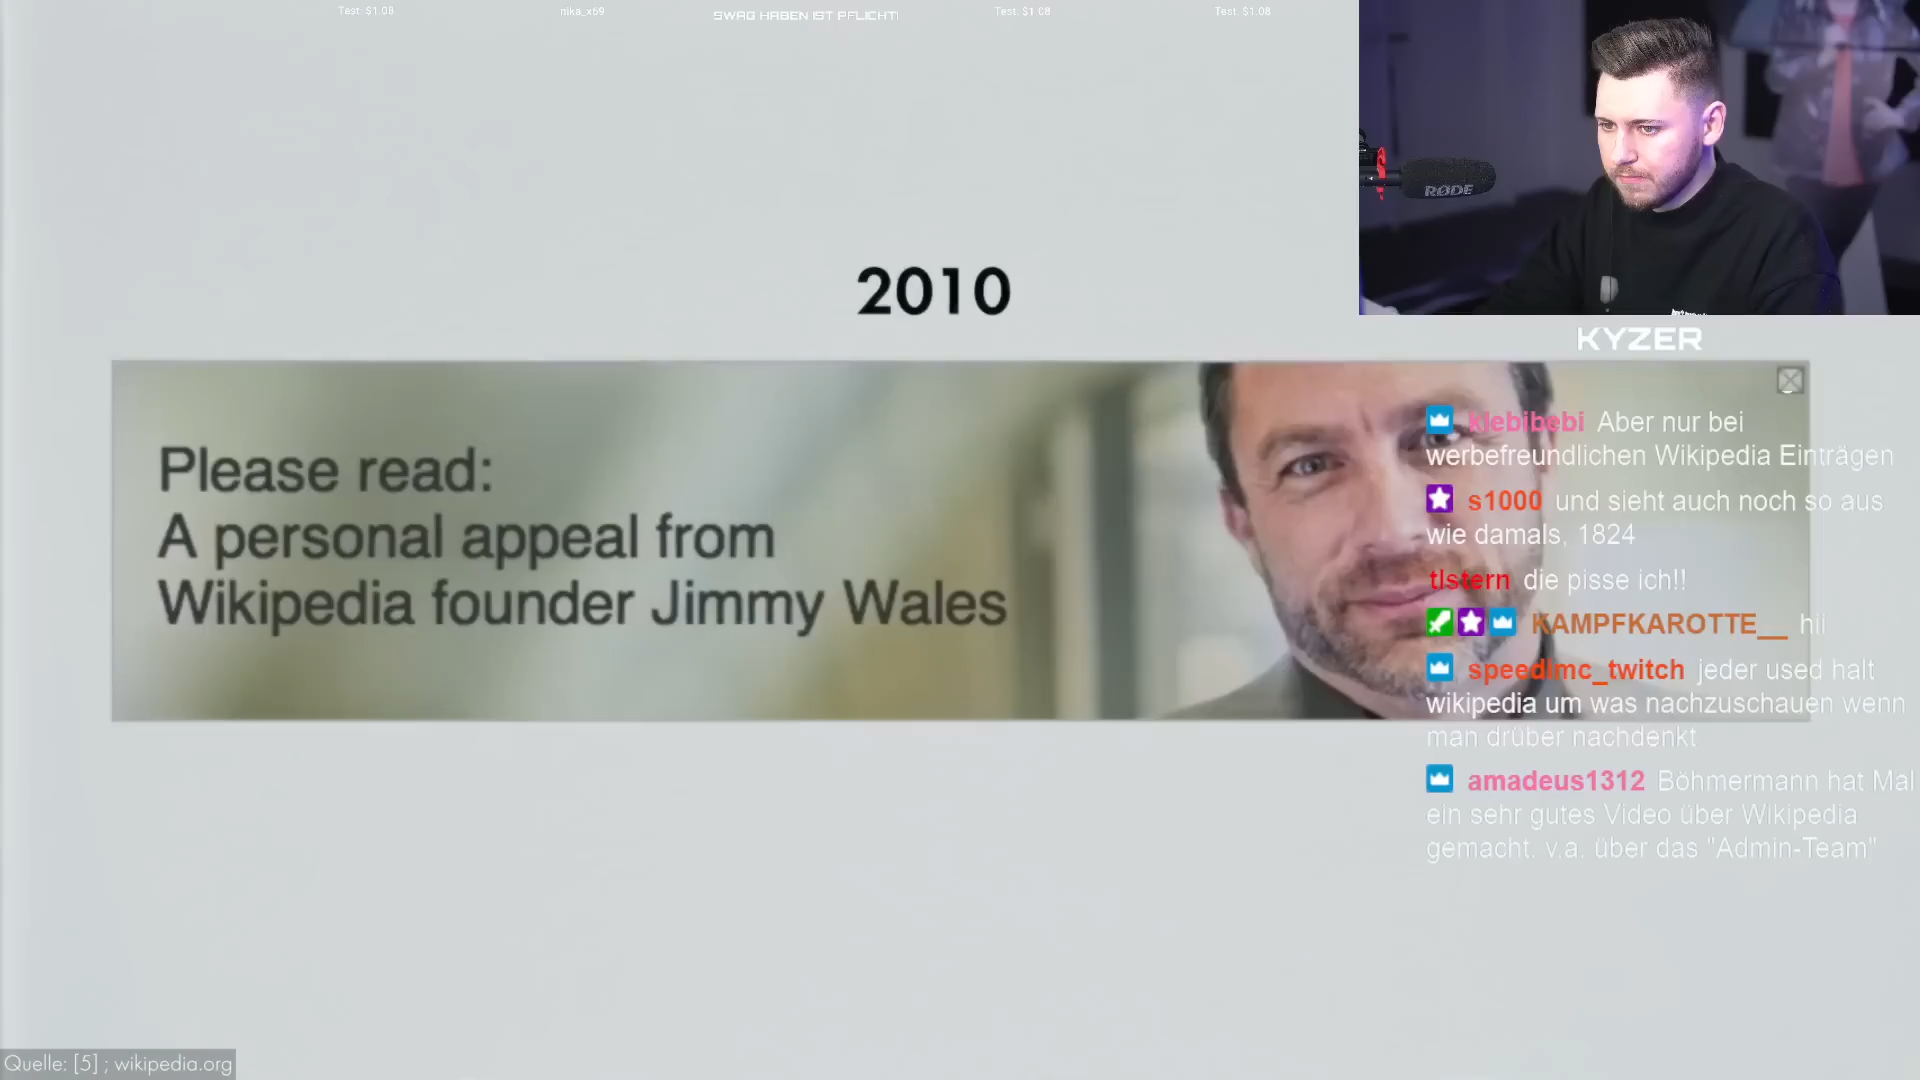 Test: $1.08
nika_x69
SWAG HABEN IST PFLICHT!
Test: $1.08
Test: $1.08
RØDE
2010
KYZER
Please read:
A personal appeal from
Wikipedia founder Jimmy Wales
klebibebi Aber nur bei
werbefreundlichen Wikipedia Einträgen
s1000 und sieht auch noch so aus
wie damals, 1824
tlstern die pisse ich!!
KAMPFKAROTTE__ hii
speedlmc_twitch jeder used halt
wikipedia um was nachzuschauen wenn
man drüber nachdenkt
amadeus1312 Böhmermann hat Mal
ein sehr gutes Video über Wikipedia
gemacht. v.a. über das "Admin-Team"
Quelle: [5] ; wikipedia.org